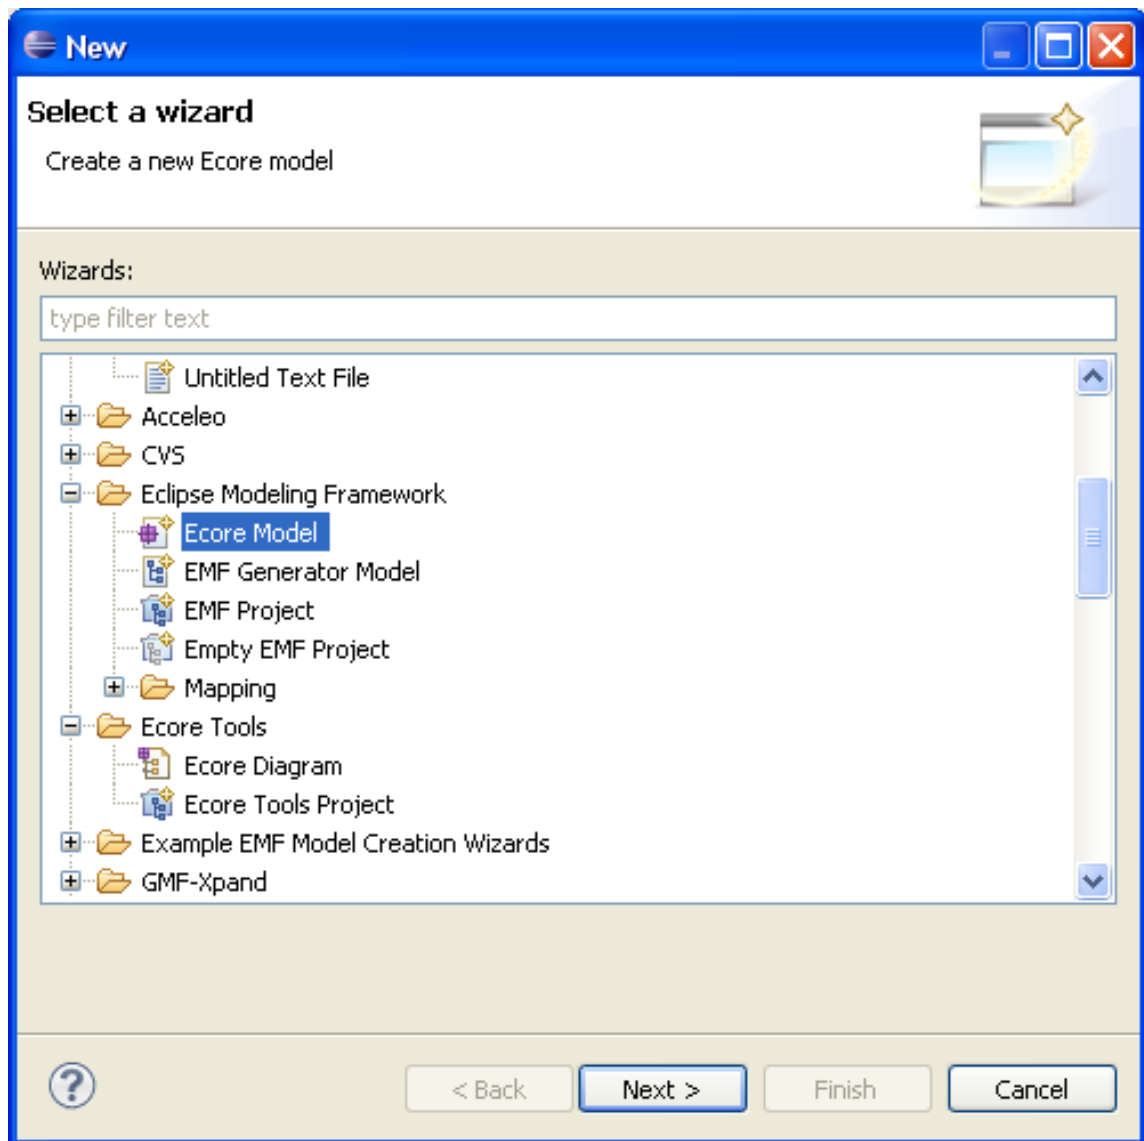 New
Select a wizard
Create a new Ecore model
Wizards:
type filter text
Untitled Text File
Acceleo
CVS
Eclipse Modeling Framework
Ecore Model
EMF Generator Model
EMF Project
Empty EMF Project
Mapping
Ecore Tools
Ecore Diagram
Ecore Tools Project
Example EMF Model Creation Wizards
GMF-Xpand
? < Back Next > Finish Cancel